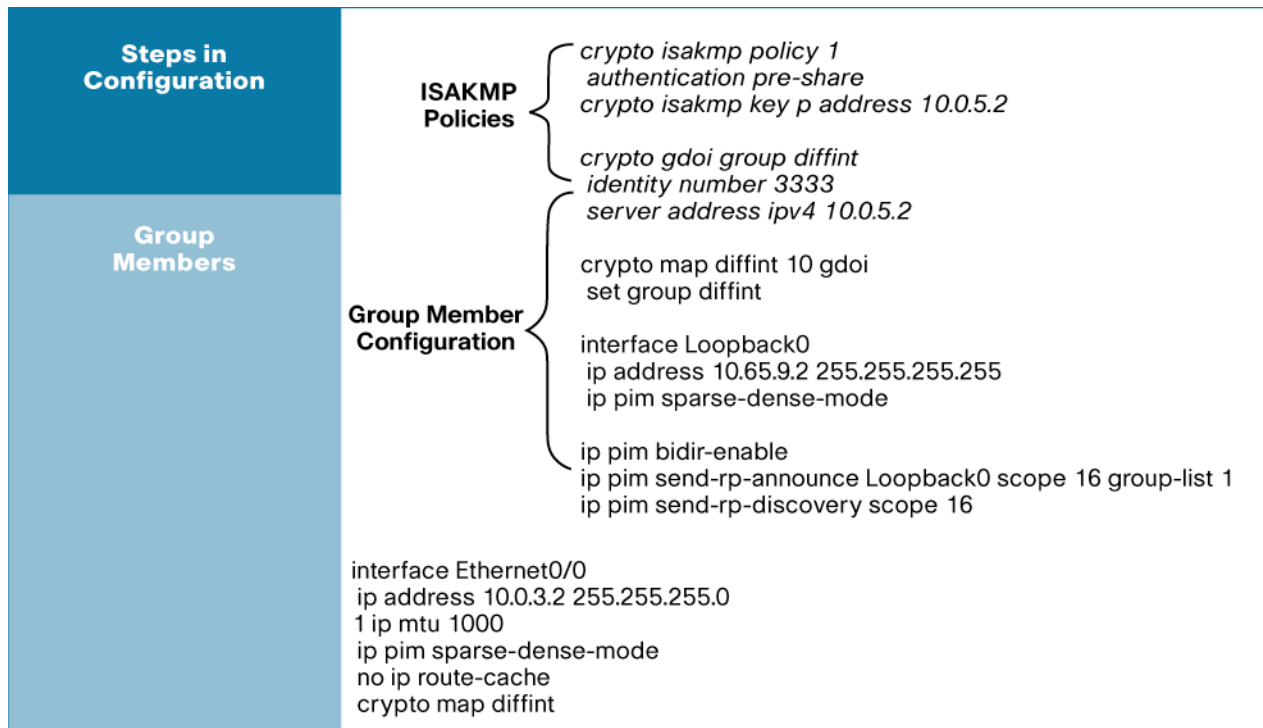 Steps in
Configuration
Group
Members
ISAKMP
Policies
crypto isakmp policy 1
authentication pre-share
crypto isakmp key p address 10.0.5.2
crypto gdoi group diffint
identity number 3333
server address ipv4 10.0.5.2
Group Member
Configuration
crypto map diffint 10 gdoi
set group diffint
interface Loopback0
ip address 10.65.9.2 255.255.255.255
ip pim sparse-dense-mode
ip pim bidir-enable
ip pim send-rp-announce Loopback0 scope 16 group-list 1
ip pim send-rp-discovery scope 16
interface Ethernet0/0
ip address 10.0.3.2 255.255.255.0
1 ip mtu 1000
ip pim sparse-dense-mode
no ip route-cache
crypto map diffint